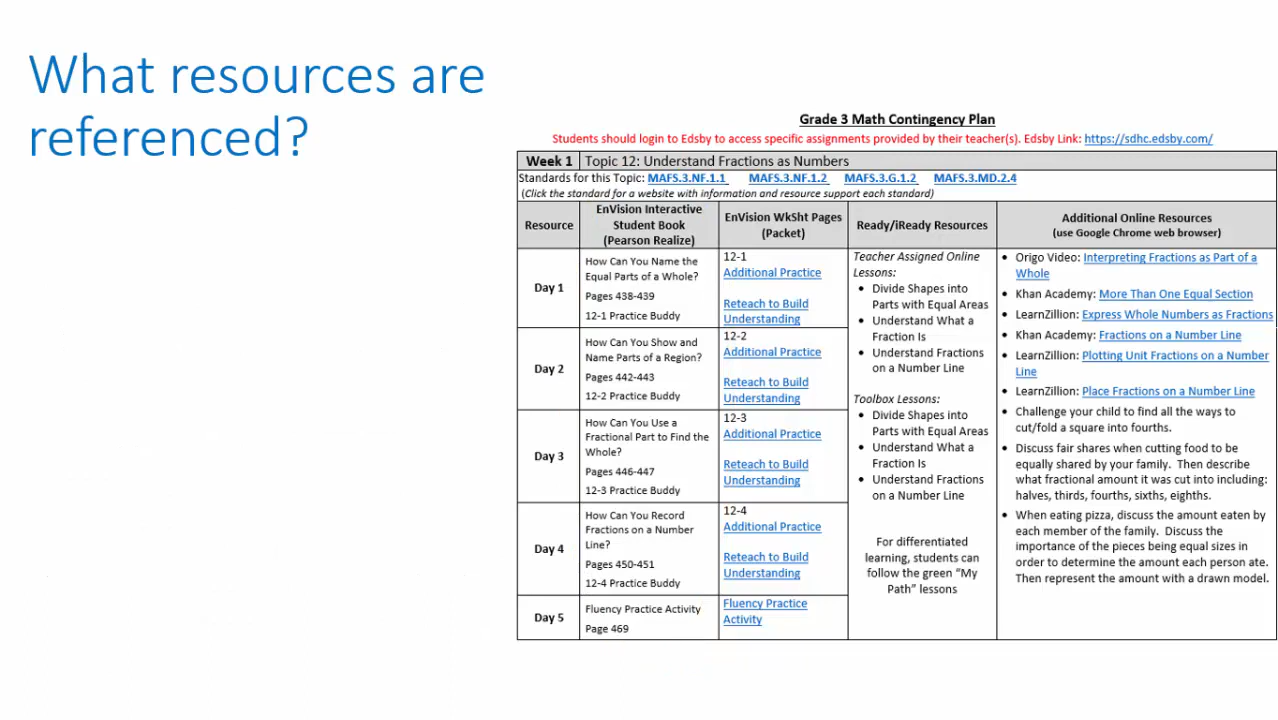 What resources are
referenced?
Grade 3 Math Contingency Plan
Students should login to Edsby to access specific assignments provided by their teacher(s). Edsby Link: https://sdhc.edsby.com/
Week 1 Topic 12: Understand Fractions as Numbers
Standards for this Topic: MAFS.3.NF.1.1 MAFS.3.NF.1.2 MAFS.3.G.1.2 MAFS.3.MD.2.4
(Click the standard for a website with information and resource support each standard)
Resource
EnVision Interactive
Student Book
(Pearson Realize)
EnVision WkSht Pages
(Packet)
Ready/iReady Resources
Additional Online Resources
(use Google Chrome web browser)
Day 1
How Can You Name the
Equal Parts of a Whole?
Pages 438-439
12-1 Practice Buddy
12-1
Additional Practice
Reteach to Build
Understanding
Day 2
How Can You Show and
Name Parts of a Region?
Pages 442-443
12-2 Practice Buddy
12-2
Additional Practice
Reteach to Build
Understanding
Day 3
How Can You Use a
Fractional Part to Find the
Whole?
Pages 446-447
12-3 Practice Buddy
12-3
Additional Practice
Reteach to Build
Understanding
Day 4
How Can You Record
Fractions on a Number
Line?
Pages 450-451
12-4 Practice Buddy
12-4
Additional Practice
Reteach to Build
Understanding
Day 5
Fluency Practice Activity
Page 469
Fluency Practice
Activity
Teacher Assigned Online
Lessons:
• Divide Shapes into
Parts with Equal Areas
• Understand What a
Fraction Is
• Understand Fractions
on a Number Line
Toolbox Lessons:
• Divide Shapes into
Parts with Equal Areas
• Understand What a
Fraction Is
• Understand Fractions
on a Number Line
For differentiated
learning, students can
follow the green “My
Path” lessons
• Origo Video: Interpreting Fractions as Part of a
Whole
• Khan Academy: More Than One Equal Section
• LearnZillion: Express Whole Numbers as Fractions
• Khan Academy: Fractions on a Number Line
• LearnZillion: Plotting Unit Fractions on a Number
Line
• LearnZillion: Place Fractions on a Number Line
• Challenge your child to find all the ways to
cut/fold a square into fourths.
• Discuss fair shares when cutting food to be
equally shared by your family. Then describe
what fractional amount it was cut into including:
halves, thirds, fourths, sixths, eighths.
• When eating pizza, discuss the amount eaten by
each member of the family. Discuss the
importance of the pieces being equal sizes in
order to determine the amount each person ate.
Then represent the amount with a drawn model.